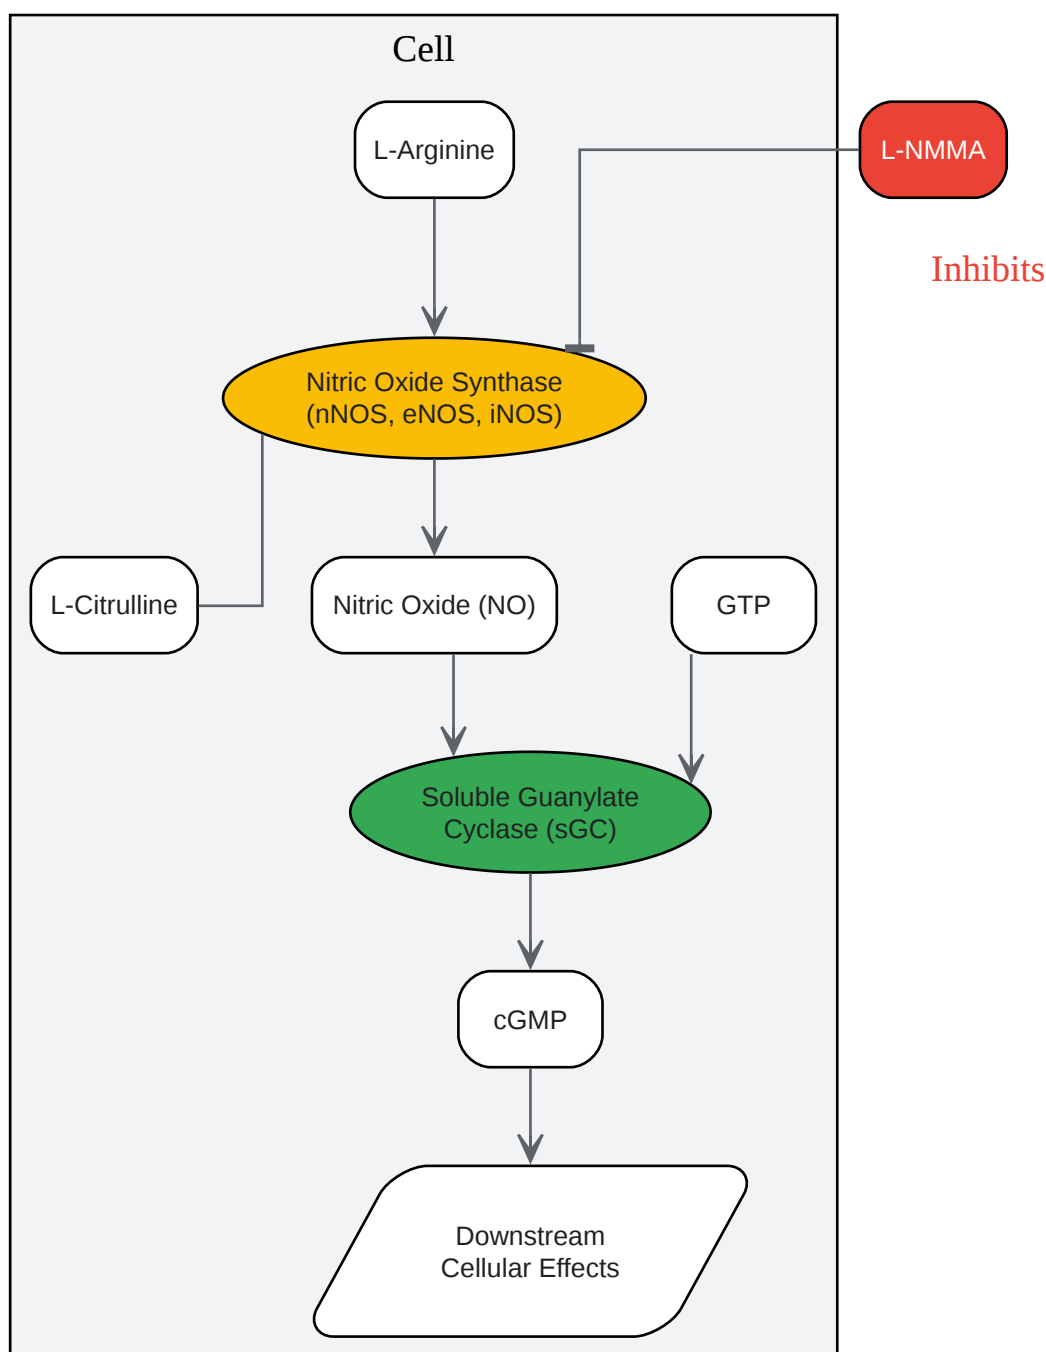 Cell
L-Arginine
L-NMMA
Inhibits
Nitric Oxide Synthase
(nNOS, eNOS, iNOS)
L-Citrulline
Nitric Oxide (NO)
GTP
Soluble Guanylate
Cyclase (sGC)
cGMP
Downstream
Cellular Effects